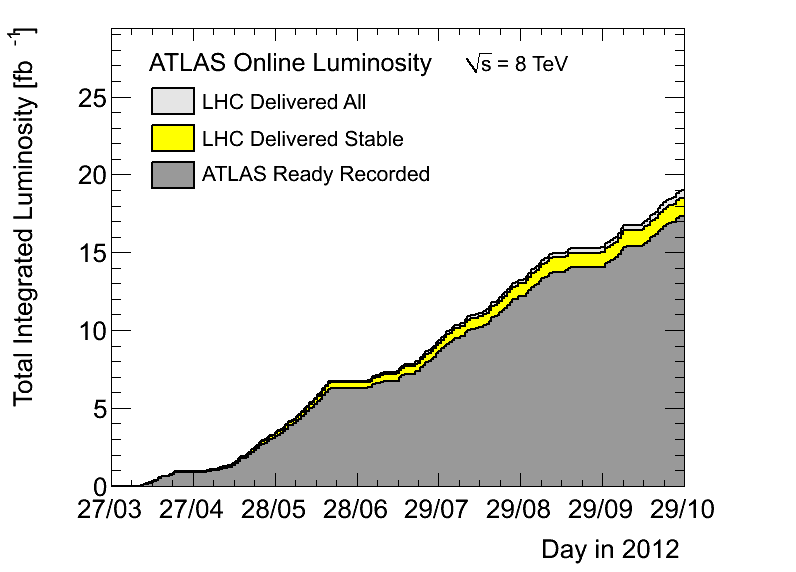 Total Integrated Luminosity [fb -1]
ATLAS Online Luminosity √s = 8 TeV
LHC Delivered All
LHC Delivered Stable
ATLAS Ready Recorded
25
20
15
10
5
0
27/03 27/04 28/05 28/06 29/07 29/08 29/09 29/10
Day in 2012